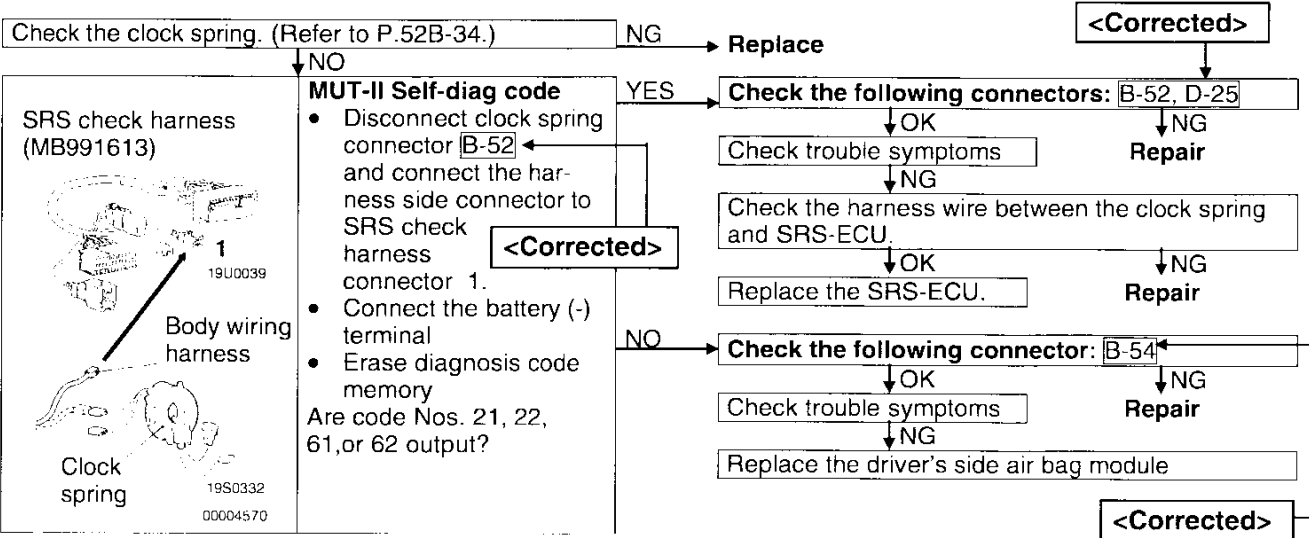 <Corrected>
Check the clock spring. (Refer to P.52B-34.)
NG
Replace
NO
SRS check harness
(MB991613)
1
19U0039
Body wiring
harness
Clock
spring
19S0332
00004570
MUT-II Self-diag code
• Disconnect clock spring
connector B-52
and connect the har-
ness side connector to
SRS check
harness
connector 1.
• Connect the battery (-)
terminal
• Erase diagnosis code
memory
Are code Nos. 21, 22,
61,or 62 output?
<Corrected>
YES
Check the following connectors: B-52, D-25
OK
NG
Check trouble symptoms
Repair
NG
Check the harness wire between the clock spring
and SRS-ECU.
OK
NG
Replace the SRS-ECU.
Repair
NO
Check the following connector: B-54
OK
NG
Check trouble symptoms
Repair
NG
Replace the driver's side air bag module
<Corrected>